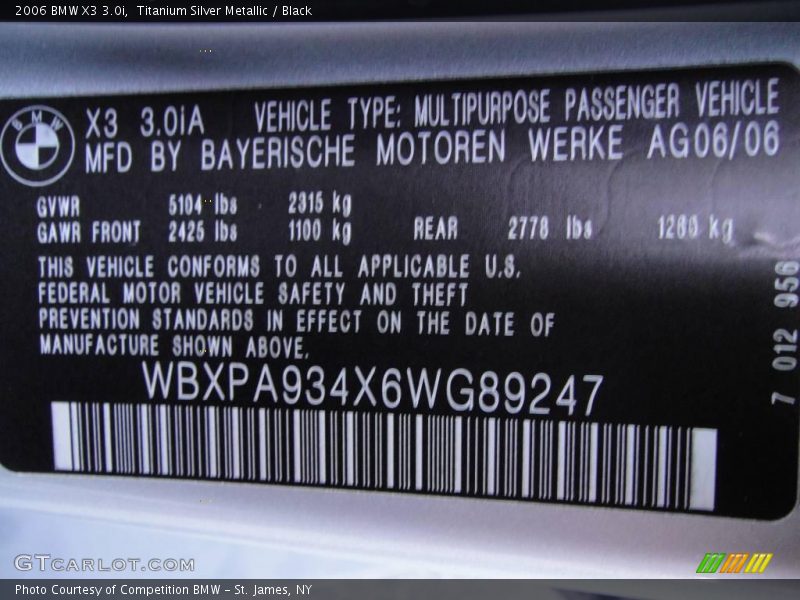 2006 BMW X3 3.0i, Titanium Silver Metallic / Black
BMW
X3 3.0iA VEHICLE TYPE: MULTIPURPOSE PASSENGER VEHICLE
MFD BY BAYERISCHE MOTOREN WERKE AG06/06
GVWR 5104 lbs 2315 kg
GAWR FRONT 2425 lbs 1100 kg REAR 2778 lbs 1260 kg
THIS VEHICLE CONFORMS TO ALL APPLICABLE U.S.
FEDERAL MOTOR VEHICLE SAFETY AND THEFT
PREVENTION STANDARDS IN EFFECT ON THE DATE OF
MANUFACTURE SHOWN ABOVE.
WBXPA934X6WG89247
7 012 956
GTCARLOT.COM
Photo Courtesy of Competition BMW - St. James, NY